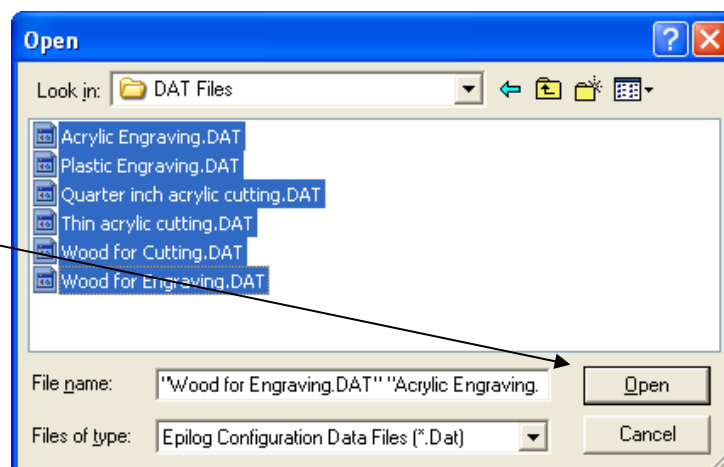 Open
Look in: DAT Files
Acrylic Engraving.DAT
Plastic Engraving.DAT
Quarter inch acrylic cutting.DAT
Thin acrylic cutting.DAT
Wood for Cutting.DAT
Wood for Engraving.DAT
File name: "Wood for Engraving.DAT" "Acrylic Engraving. Open
Files of type: Epilog Configuration Data Files (*.Dat) Cancel